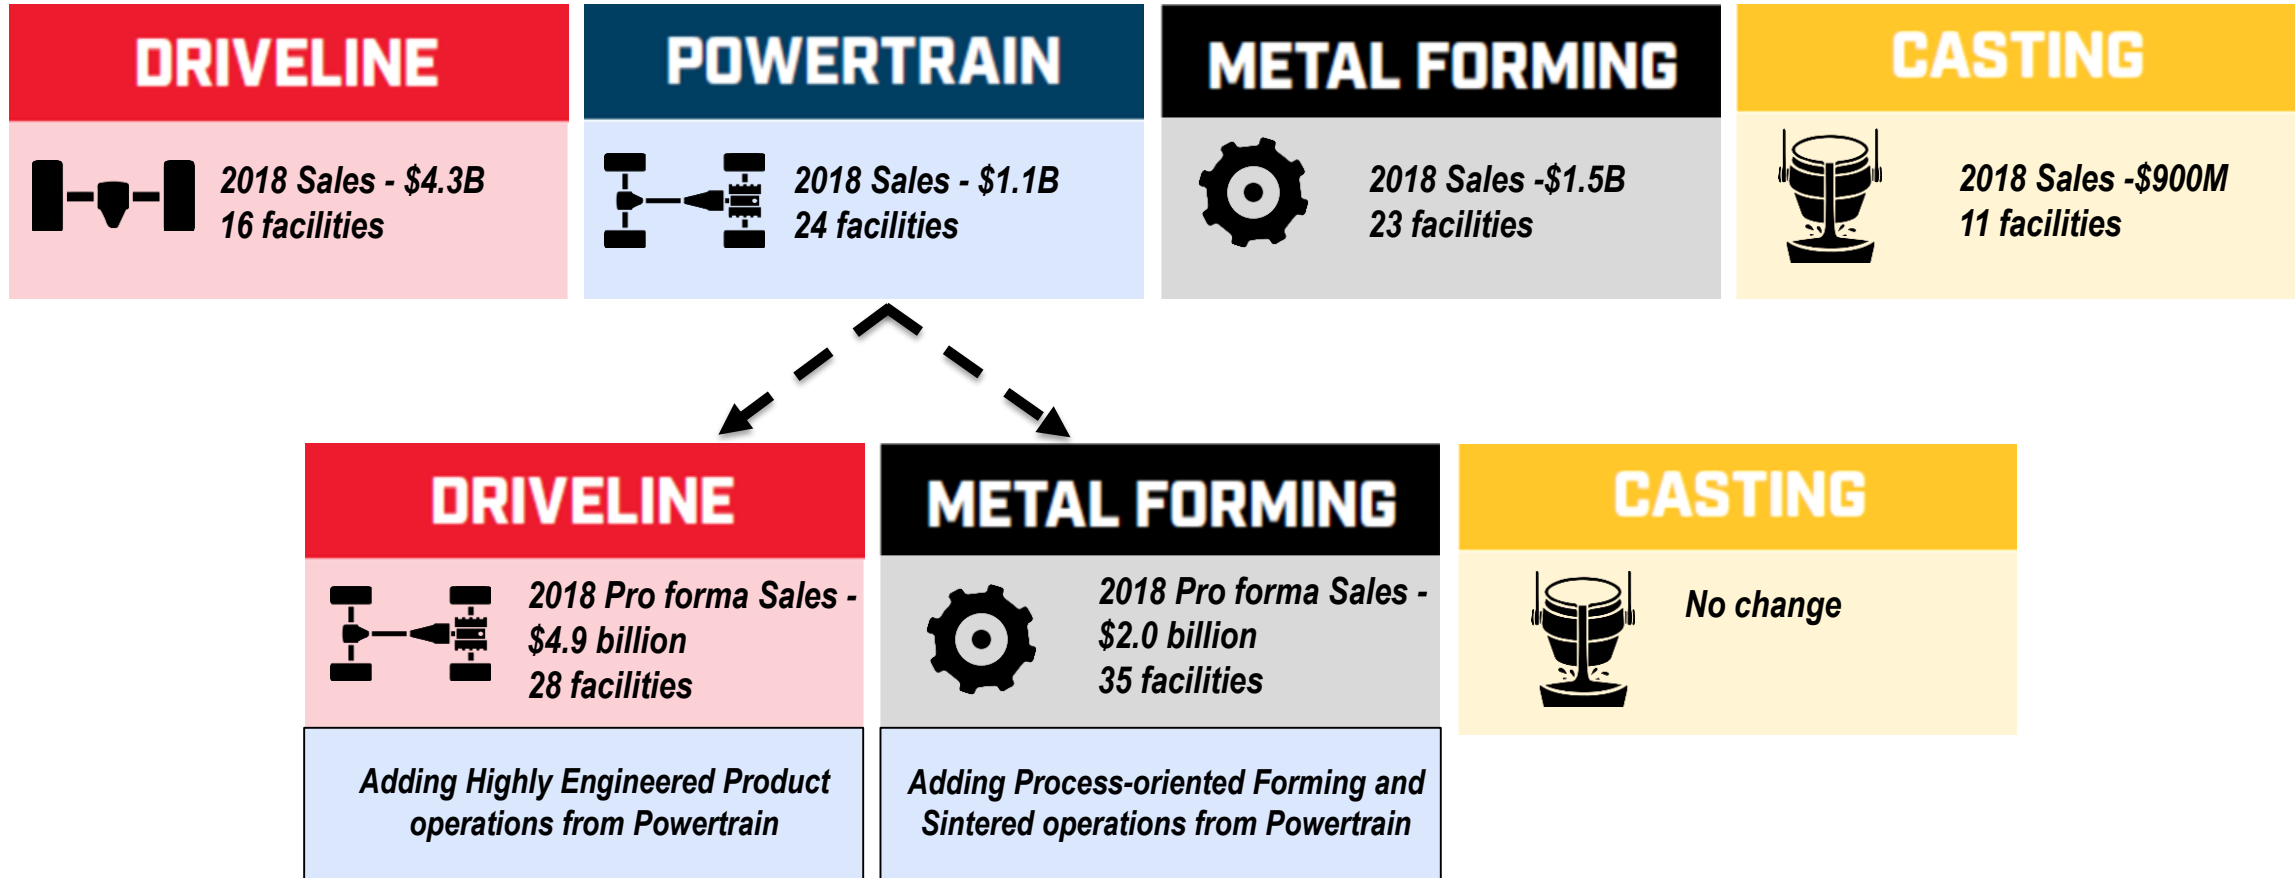 DRIVELINE
2018 Sales - $4.3B
16 facilities
POWERTRAIN
2018 Sales - $1.1B
24 facilities
METAL FORMING
2018 Sales -$1.5B
23 facilities
CASTING
2018 Sales -$900M
11 facilities
DRIVELINE
2018 Pro forma Sales -
$4.9 billion
28 facilities
Adding Highly Engineered Product
operations from Powertrain
METAL FORMING
2018 Pro forma Sales -
$2.0 billion
35 facilities
Adding Process-oriented Forming and
Sintered operations from Powertrain
CASTING
No change